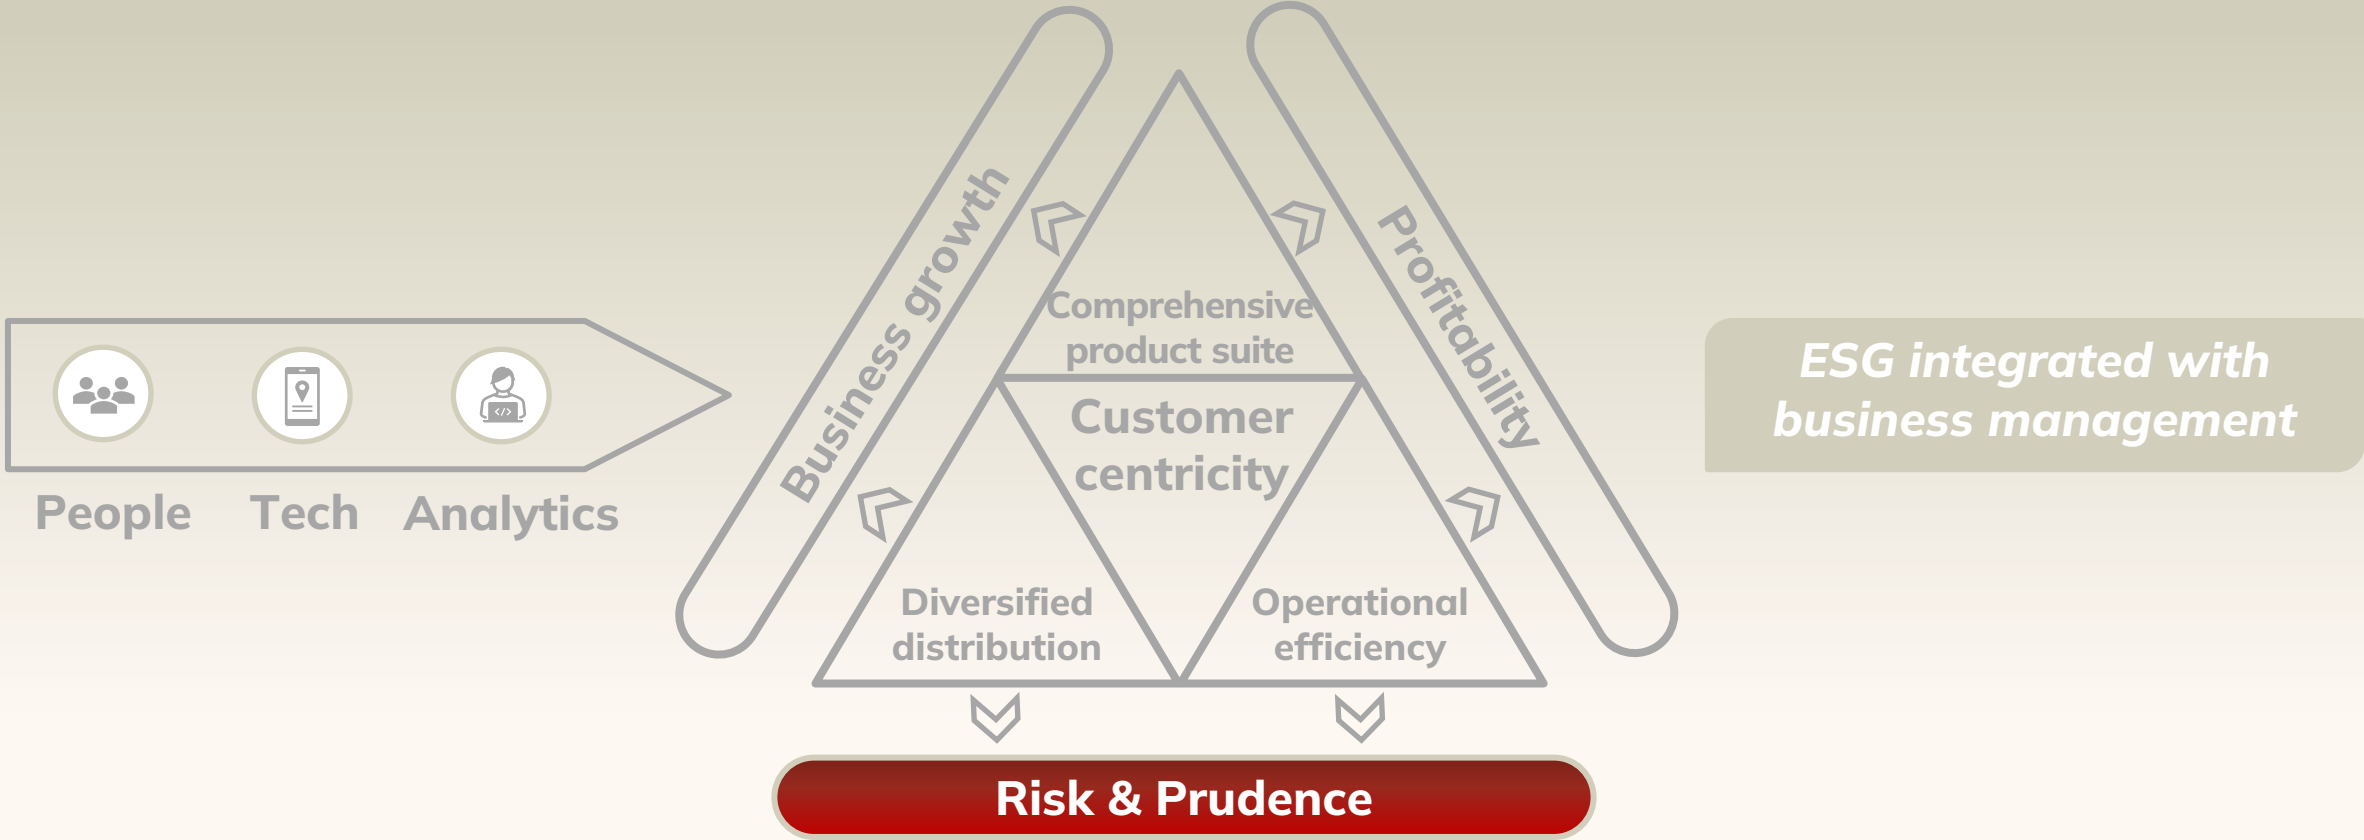 People
Tech
Analytics
Business growth
Profitability
Comprehensive
product suite
Customer
centricity
Diversified
distribution
Operational
efficiency
Risk & Prudence
ESG integrated with
business management